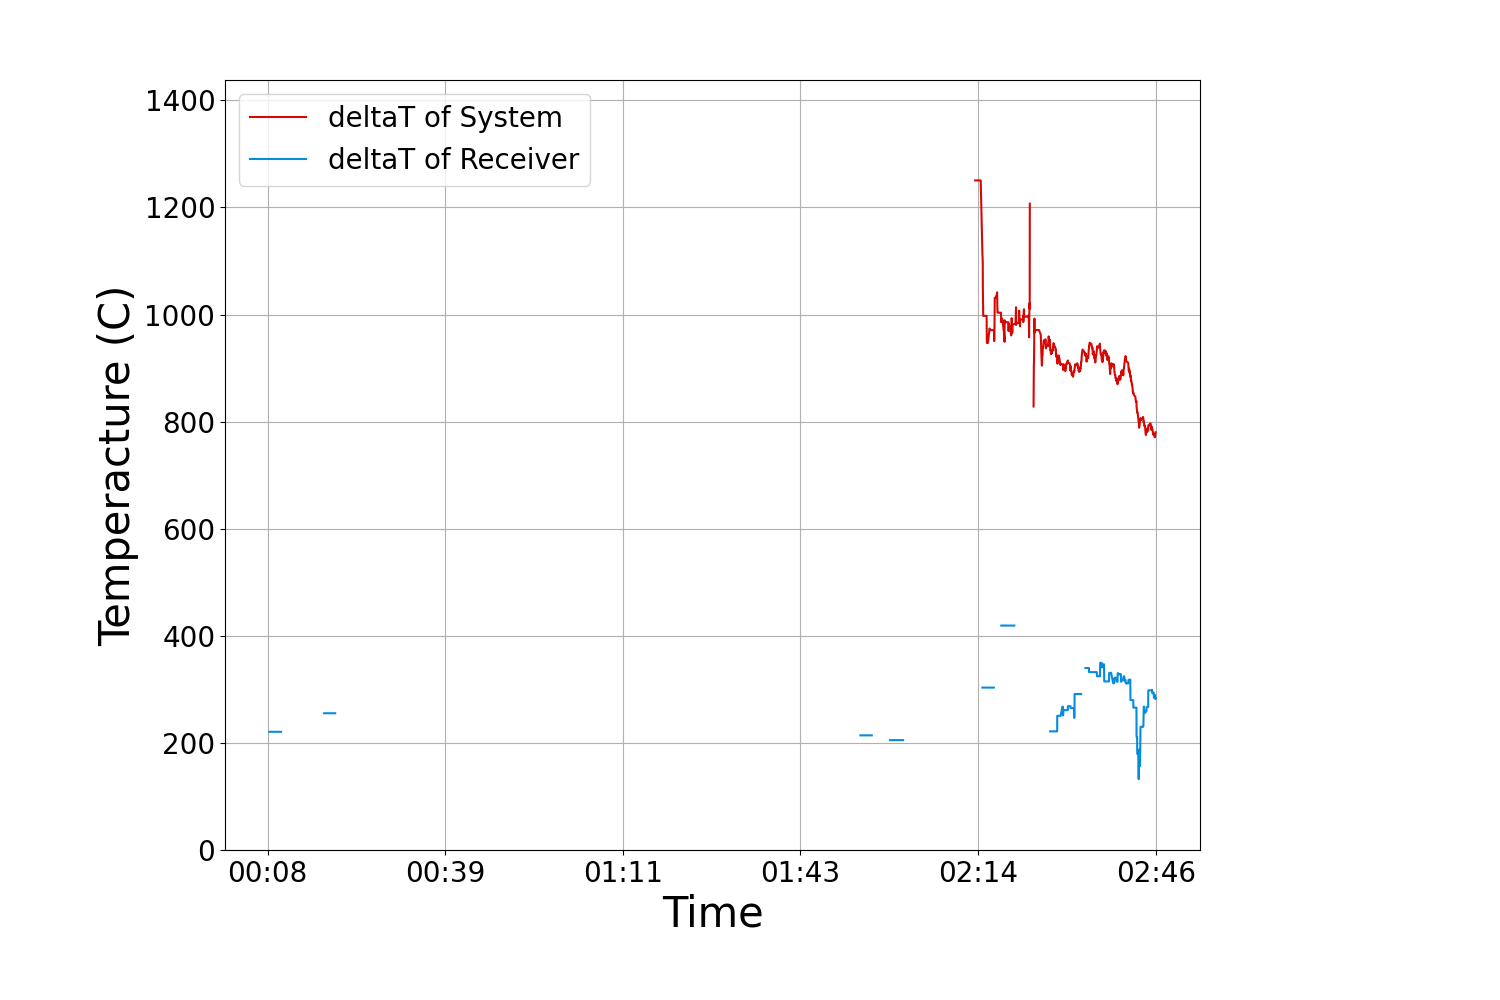 deltaT of System
deltaT of Receiver
Temperacture (C)
1400
1200
1000
800
600
400
200
0
00:08 00:39 01:11 01:43 02:14 02:46
Time